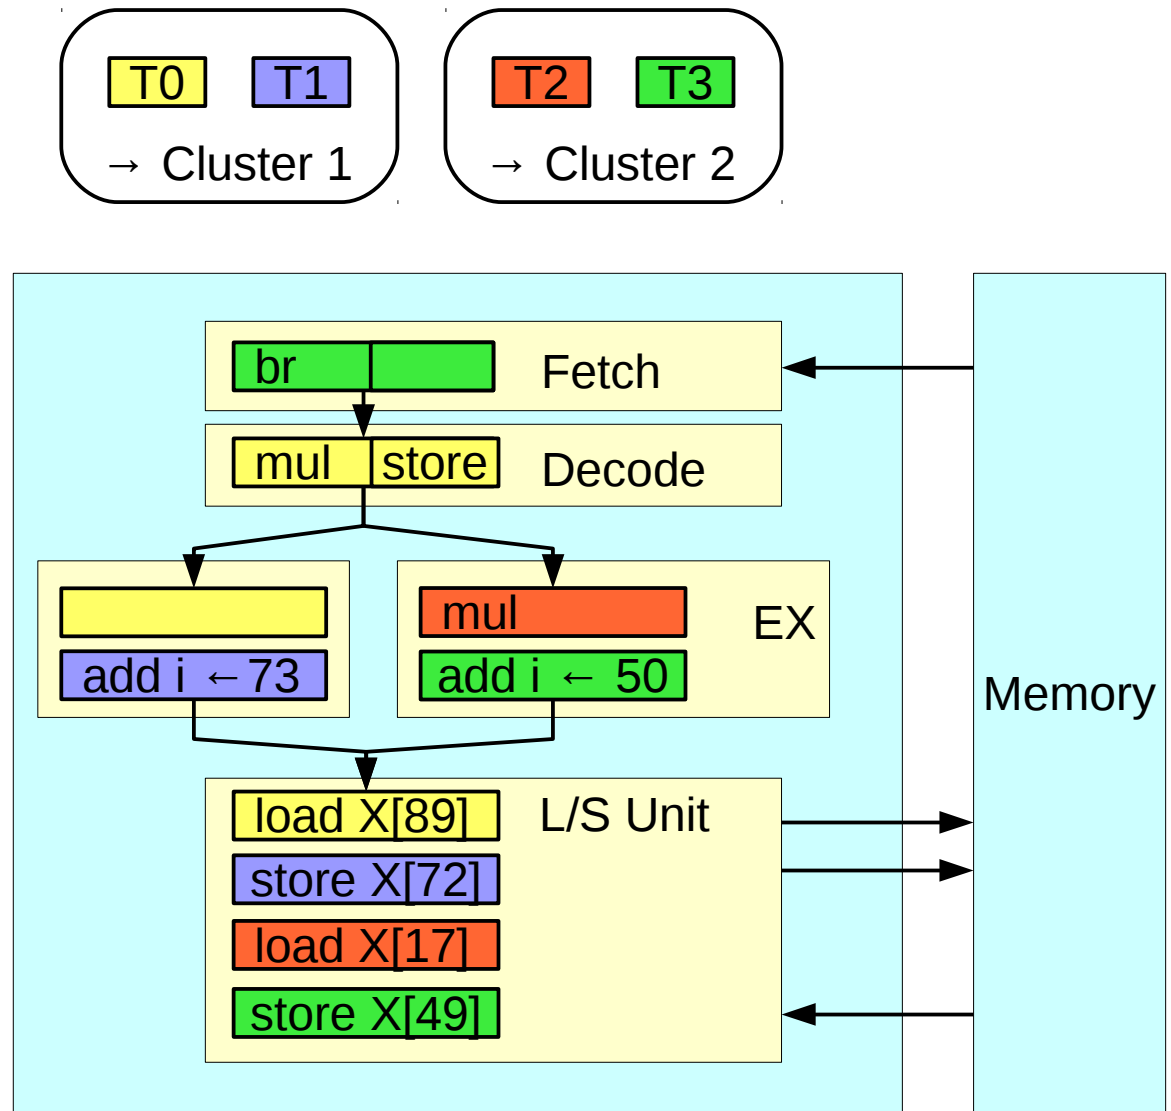 T0 T1 T2 T3
→ Cluster 1 → Cluster 2
br Fetch
mul store Decode
mul EX
add i ←73 add i ← 50
Memory
load X[89] L/S Unit
store X[72]
load X[17]
store X[49]